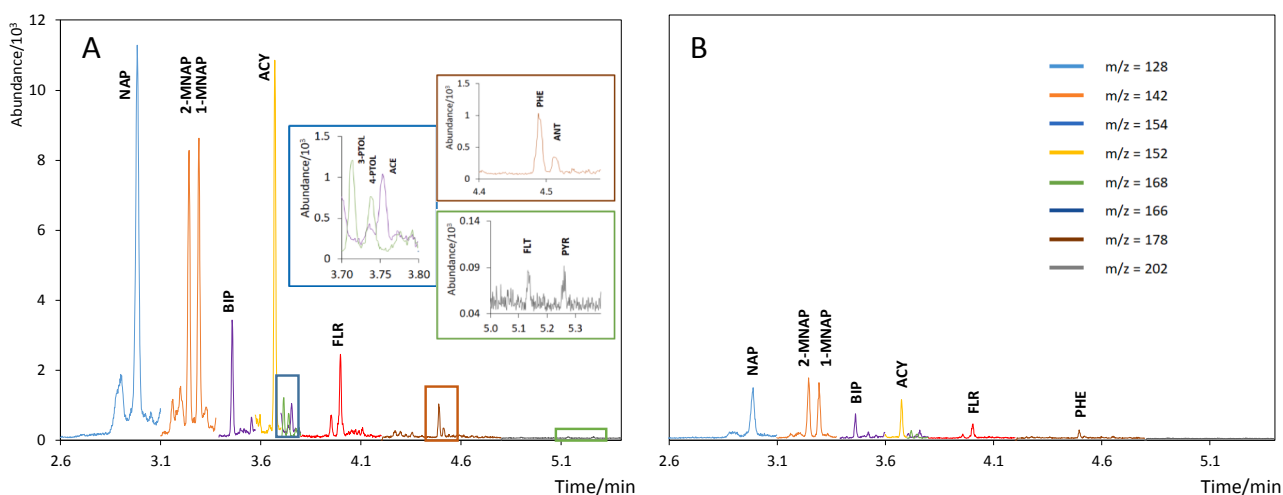 A
Abundance/10³
12
10
8
6
4
2
0
2.6
3.1
3.6
4.1
4.6
5.1
Time/min
NAP
2-MNAP
1-MNAP
BIP
ACY
FLR
Abundance/10³
1.5
1
0.5
0
3.70
3.75
3.80
3-PTOL
4-PTOL
ACE
Abundance/10³
1.5
1
0.5
0
4.4
4.5
PHE
ANT
Abundance/10³
0.14
0.09
0.04
5.0
5.1
5.2
5.3
FLT
PYR
B
NAP
2-MNAP
1-MNAP
BIP
ACY
FLR
PHE
m/z = 128
m/z = 142
m/z = 154
m/z = 152
m/z = 168
m/z = 166
m/z = 178
m/z = 202
2.6
3.1
3.6
4.1
4.6
5.1
Time/min